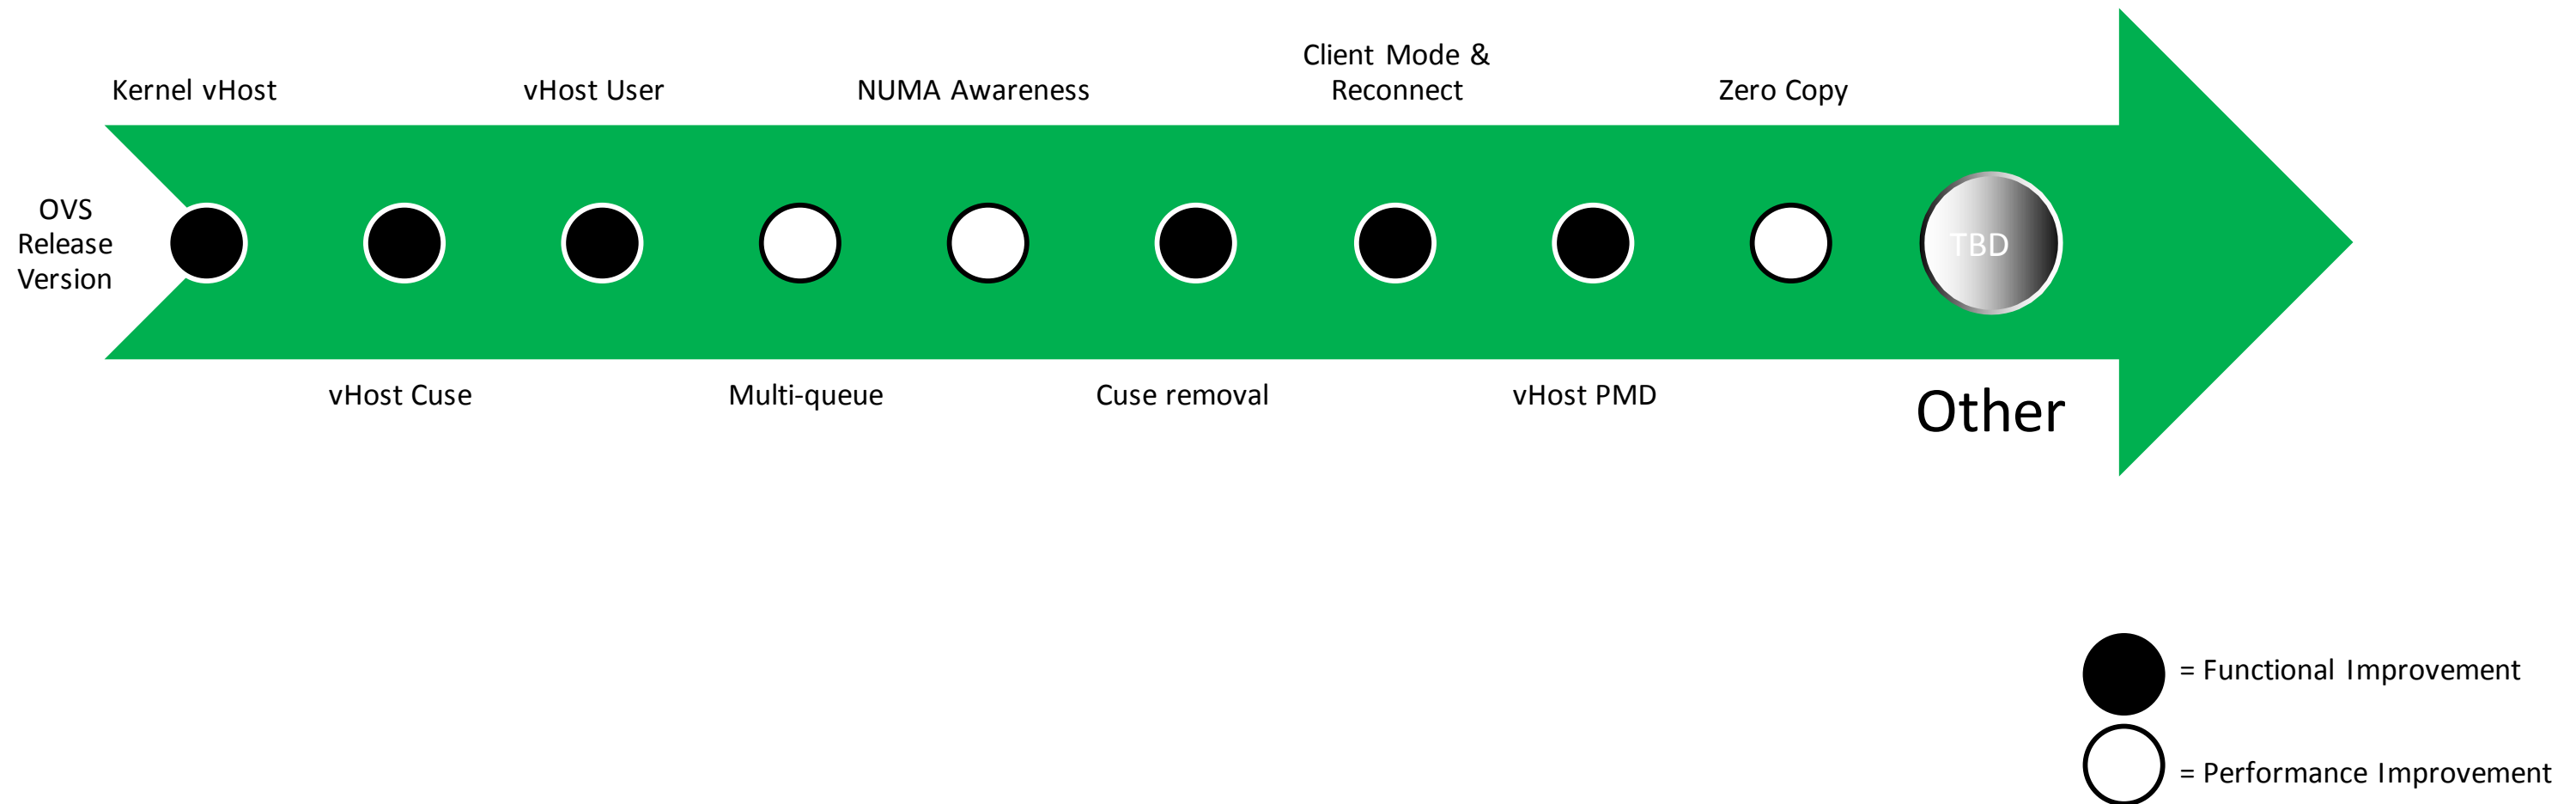 Client Mode &
Reconnect
Kernel vHost
vHost User
NUMA Awareness
Zero Copy
OVS
Release
Version
TBD
vHost Cuse
Multi-queue
Cuse removal
vHost PMD
Other
= Functional Improvement
= Performance Improvement